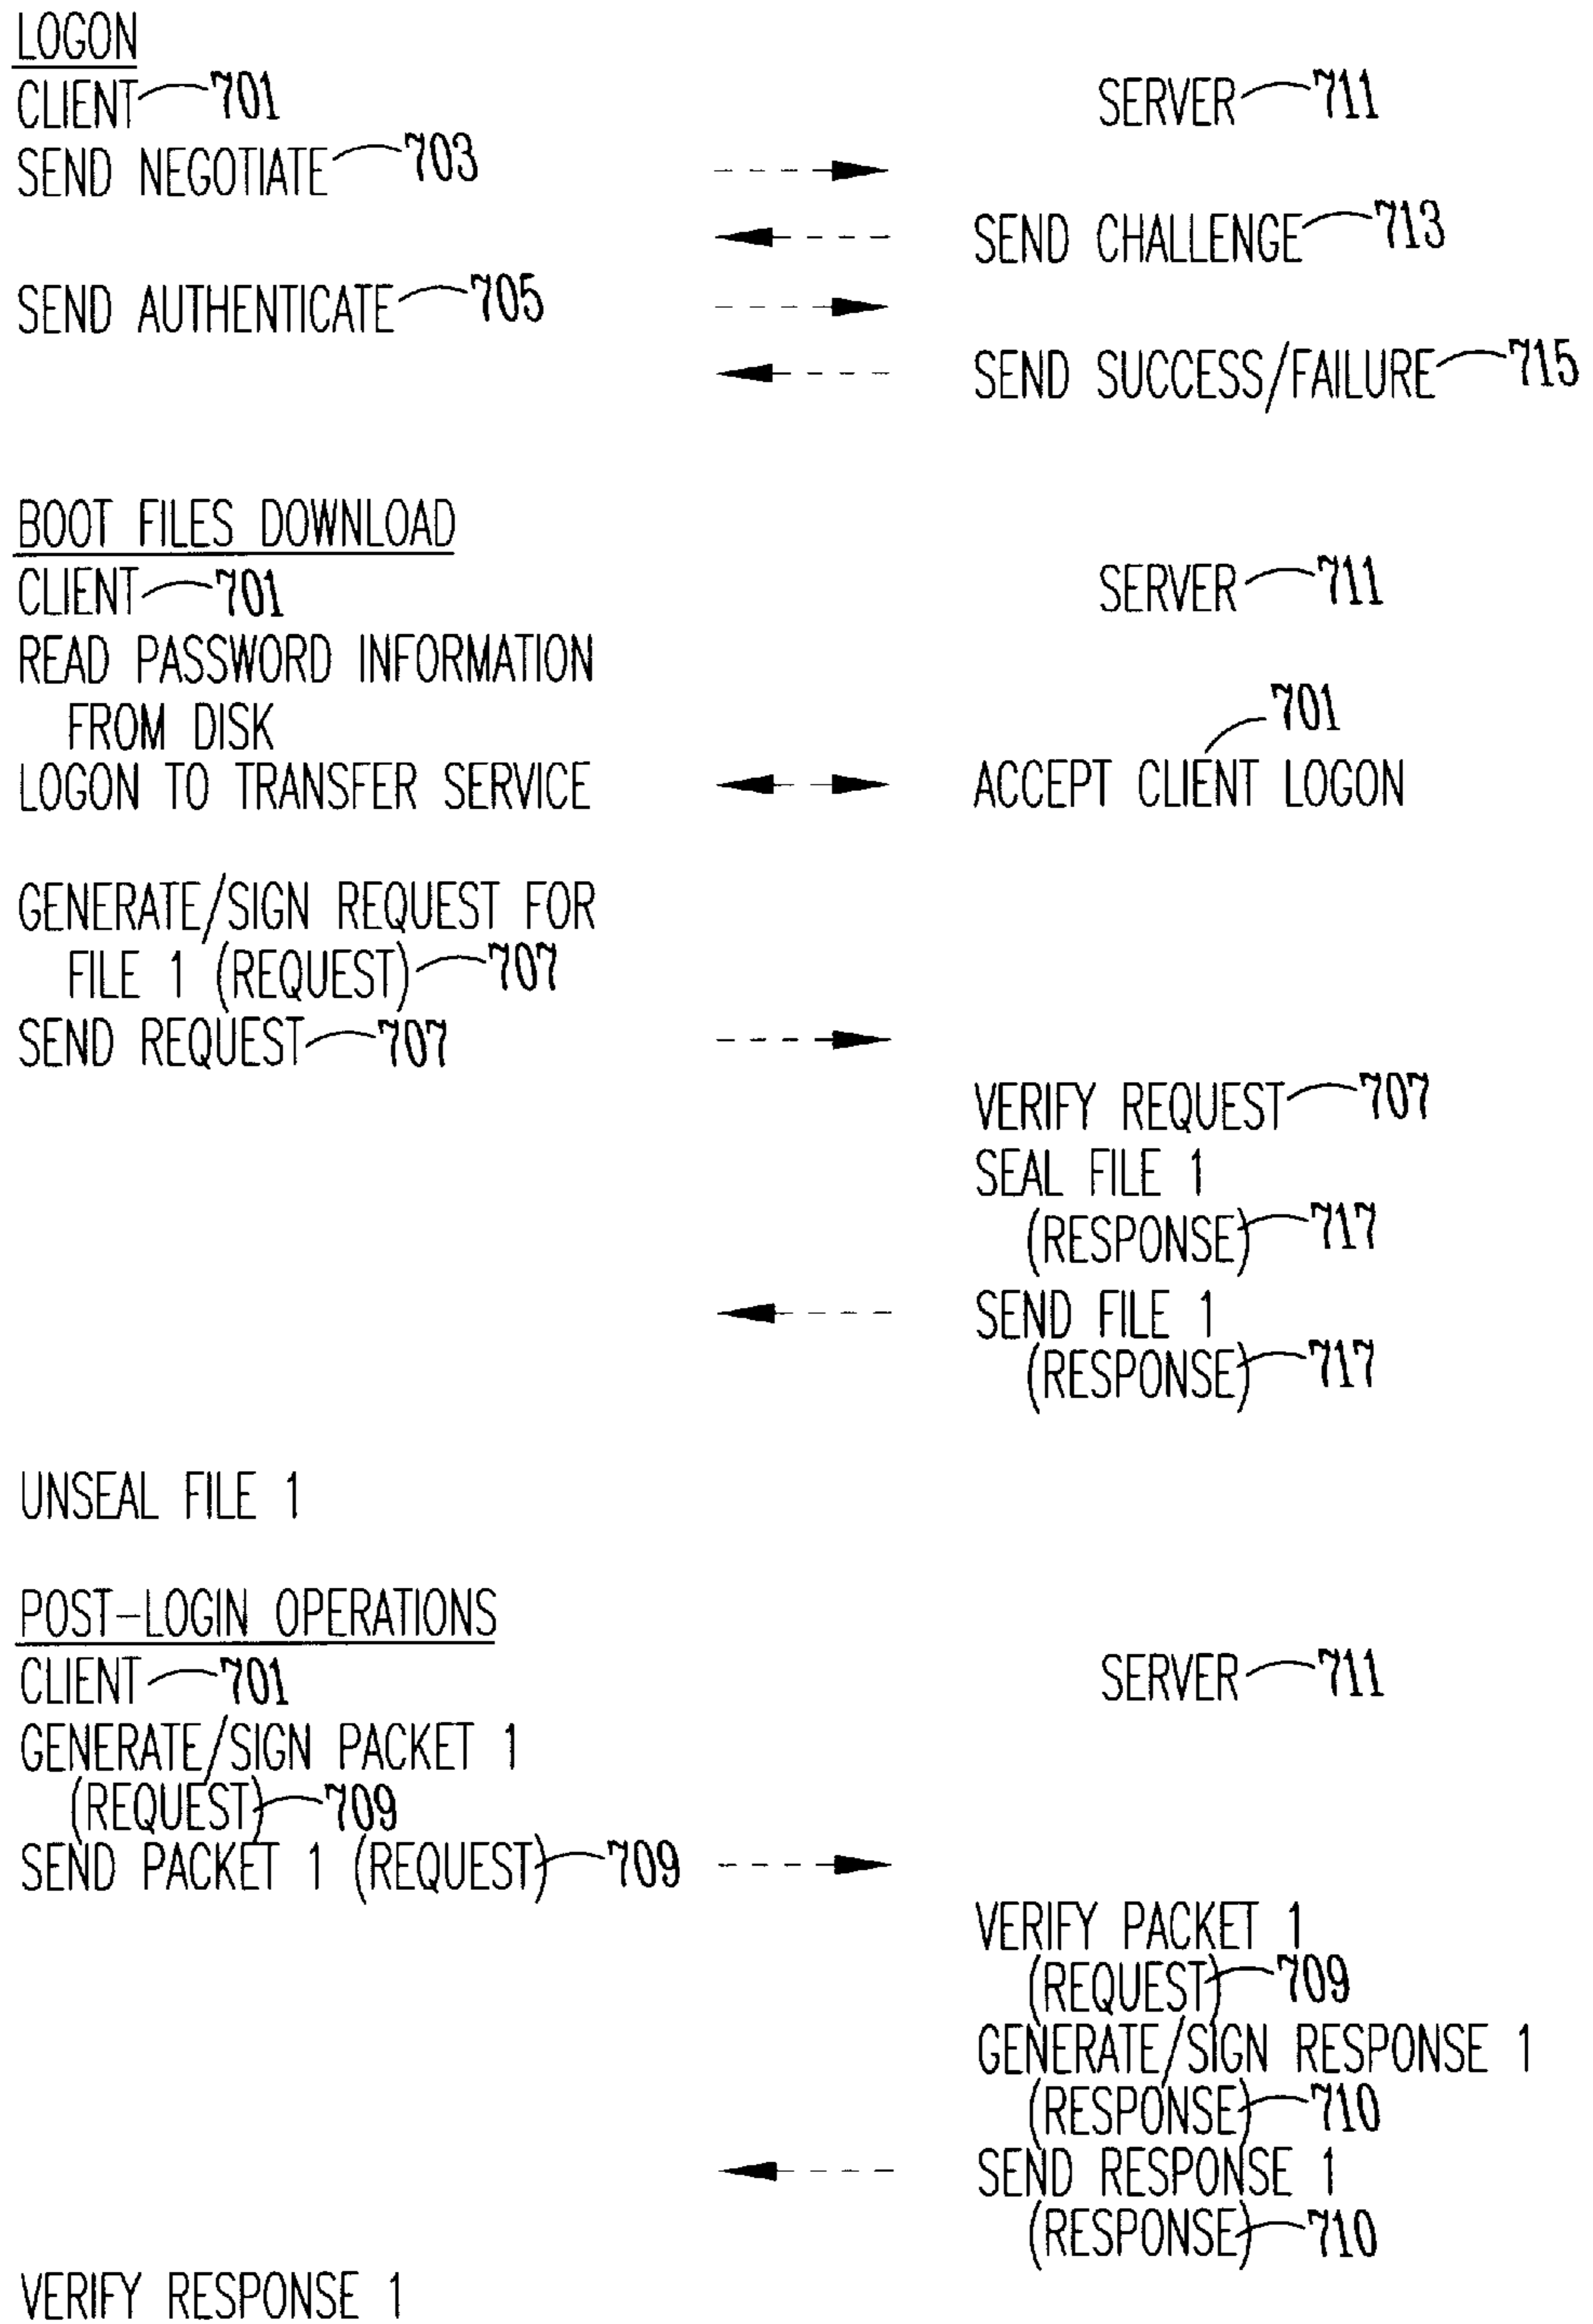 LOGON
CLIENT 701 SERVER 711
SEND NEGOTIATE 703
SEND CHALLENGE 713
SEND AUTHENTICATE 705
SEND SUCCESS/FAILURE 715
BOOT FILES DOWNLOAD
CLIENT 701 SERVER 711
READ PASSWORD INFORMATION
FROM DISK
701
LOGON TO TRANSFER SERVICE ACCEPT CLIENT LOGON
GENERATE/SIGN REQUEST FOR
FILE 1 (REQUEST) 707
SEND REQUEST 707
VERIFY REQUEST 707
SEAL FILE 1
(RESPONSE) 717
SEND FILE 1
(RESPONSE) 717
UNSEAL FILE 1
POST-LOGIN OPERATIONS
CLIENT 701 SERVER 711
GENERATE/SIGN PACKET 1
(REQUEST) 709
SEND PACKET 1 (REQUEST) 709
VERIFY PACKET 1
(REQUEST) 709
GENERATE/SIGN RESPONSE 1
(RESPONSE) 710
SEND RESPONSE 1
(RESPONSE) 710
VERIFY RESPONSE 1